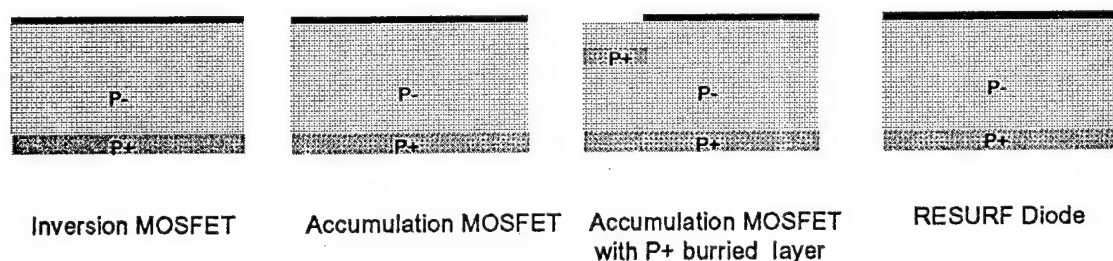 P+
P-
P-
P-
P-
P+
P+
P+
P+
Inversion MOSFET
Accumulation MOSFET
Accumulation MOSFET
with P+ burried layer
RESURF Diode